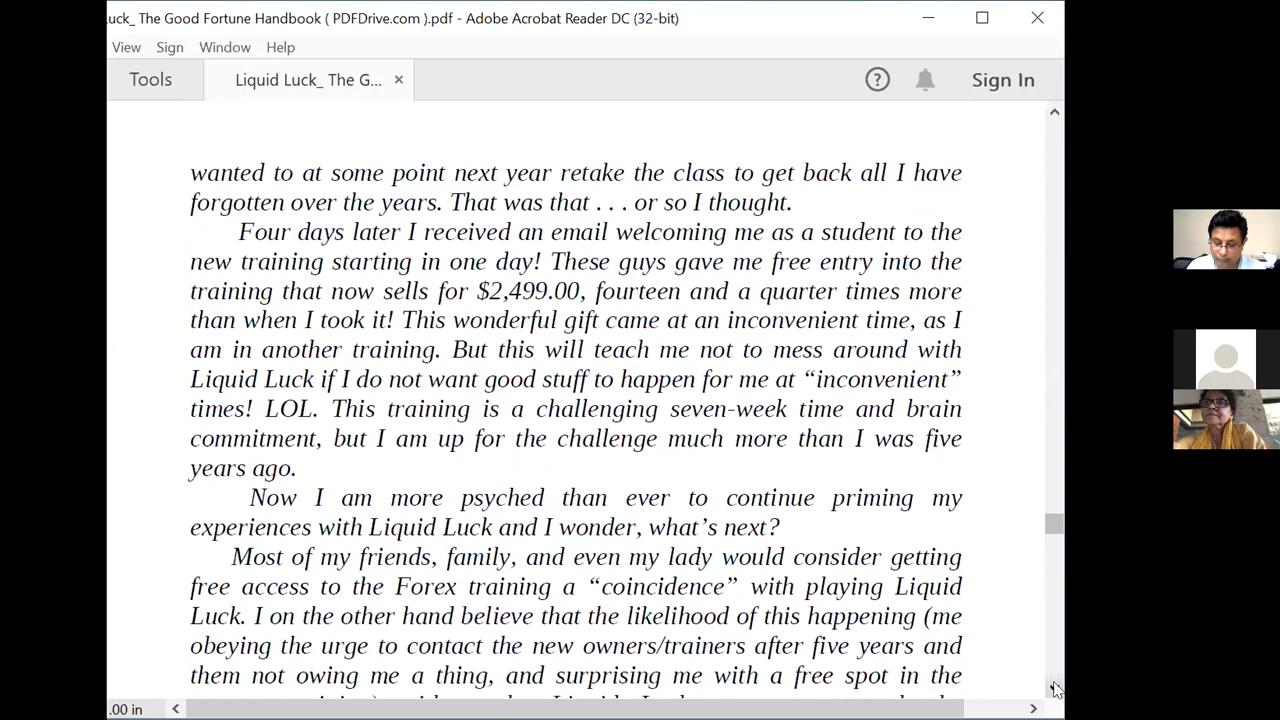 uck_ The Good Fortune Handbook ( PDFDrive.com ).pdf - Adobe Acrobat Reader DC (32-bit)
View Sign Window Help
Tools Liquid Luck_ The G... × ? Sign In
wanted to at some point next year retake the class to get back all I have
forgotten over the years. That was that . . . or so I thought.
Four days later I received an email welcoming me as a student to the
new training starting in one day! These guys gave me free entry into the
training that now sells for $2,499.00, fourteen and a quarter times more
than when I took it! This wonderful gift came at an inconvenient time, as I
am in another training. But this will teach me not to mess around with
Liquid Luck if I do not want good stuff to happen for me at “inconvenient”
times! LOL. This training is a challenging seven-week time and brain
commitment, but I am up for the challenge much more than I was five
years ago.
Now I am more psyched than ever to continue priming my
experiences with Liquid Luck and I wonder, what’s next?
Most of my friends, family, and even my lady would consider getting
free access to the Forex training a “coincidence” with playing Liquid
Luck. I on the other hand believe that the likelihood of this happening (me
obeying the urge to contact the new owners/trainers after five years and
them not owing me a thing, and surprising me with a free spot in the
.00 in